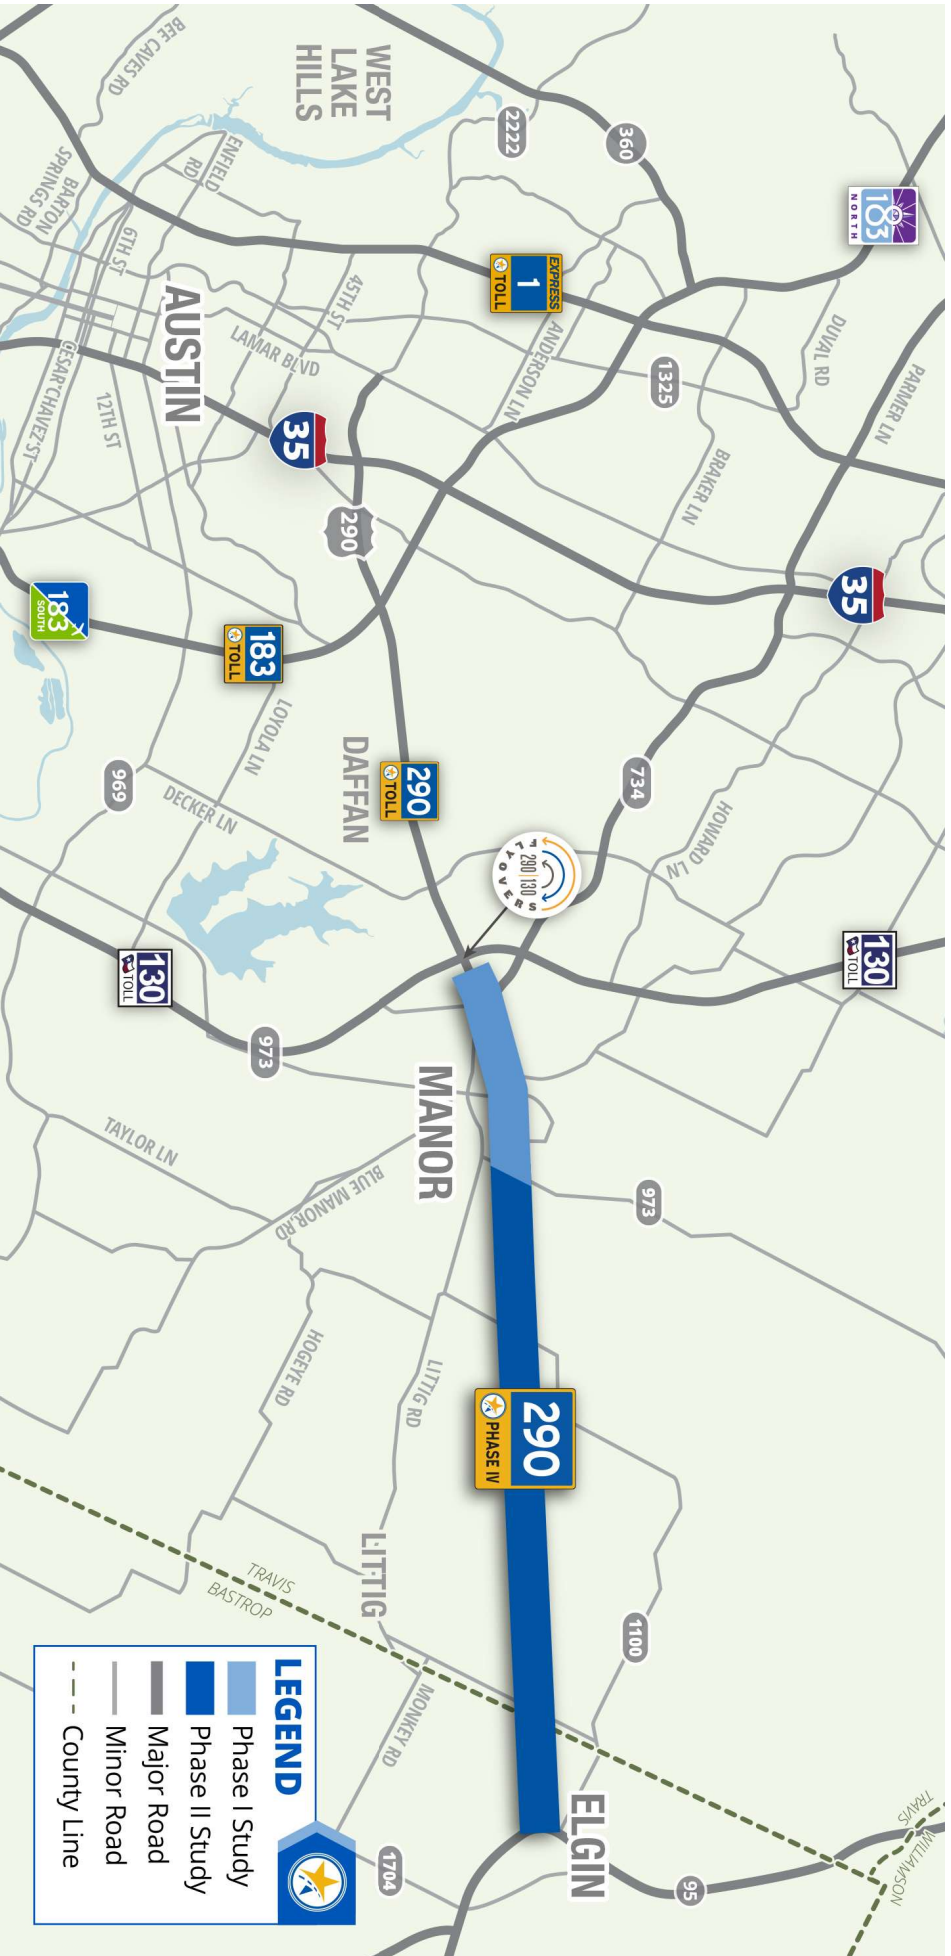 BEE CAVES RD
WEST
LAKE
HILLS
2222
360
183
NORTH
ENFIELD
RD
BARTON
SPRINGS RD
6TH ST
45TH ST
EXPRESS
1
TOLL
ANDERSON LN
DUVAL RD
AUSTIN
LAMAR BLVD
1325
PARMER LN
CESAR CHAVEZ ST
12TH ST
35
BRAKER LN
290
35
183
SOUTH
183
TOLL
LOYOLA LN
DAFFAN
290
TOLL
734
969
DECKER LN
HOWARD LN
290|130
FLYOVERS
130
TOLL
130
TOLL
973
MANOR
TAYLOR LN
BLUE MANOR RD
973
HOGEYE RD
LITTIG RD
290
PHASE IV
LITTIG
TRAVIS
BASTROP
1100
MONKEY RD
ELGIN
1704
95
TRAVIS
WILLIAMSON
LEGEND
Phase I Study
Phase II Study
Major Road
Minor Road
County Line